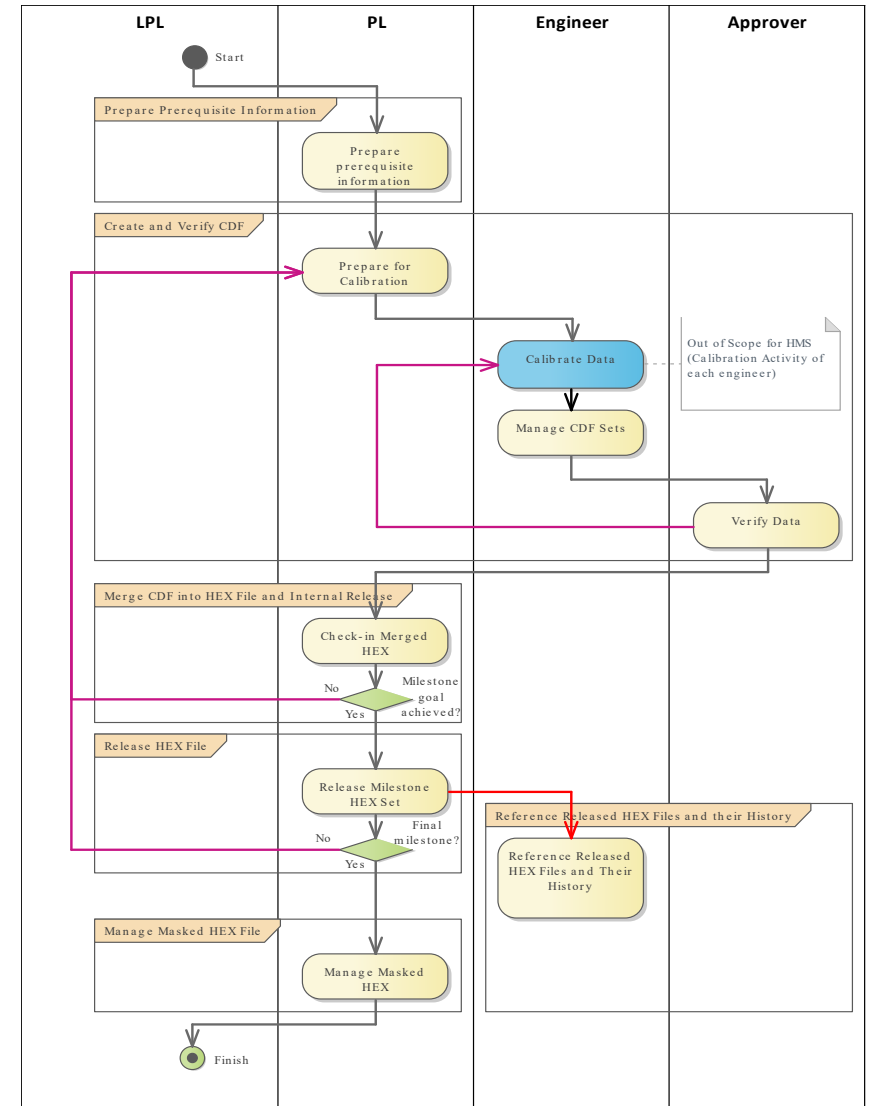 LPL
PL
Engineer
Approver
Start
Prepare Prerequisite Information
Prepare
prerequisite
information
Create and Verify CDF
Prepare for
Calibration
Calibrate Data
Out of Scope for HMS
(Calibration Activity of
each engineer)
Manage CDF Sets
Verify Data
Merge CDF into HEX File and Internal Release
Check-in Merged
HEX
No
Milestone
goal
achieved?
Yes
Release HEX File
Release Milestone
HEX Set
Reference Released HEX Files and their History
No
Final
milestone?
Yes
Reference Released
HEX Files and Their
History
Manage Masked HEX File
Manage Masked
HEX
Finish